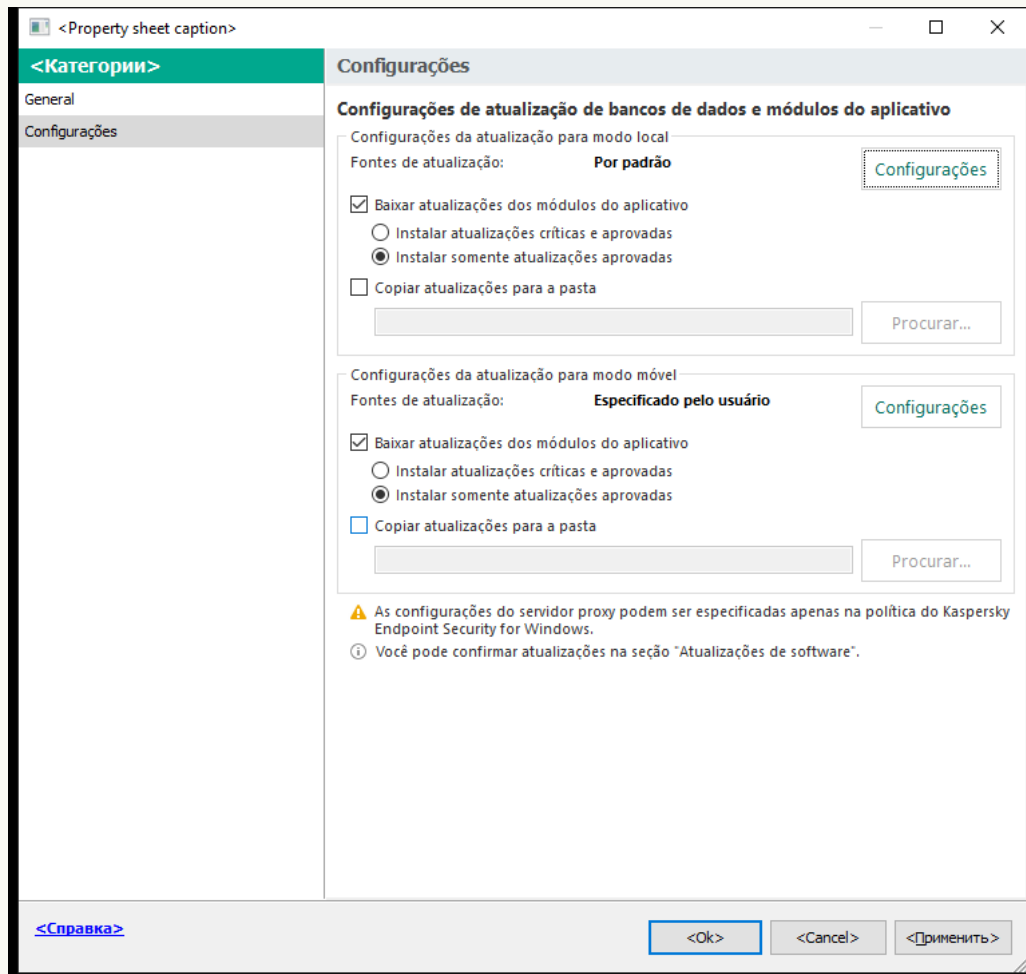 <Property sheet caption>
<Категории>
General
Configurações
Configurações
Configurações de atualização de bancos de dados e módulos do aplicativo
Configurações da atualização para modo local
Fontes de atualização: Por padrão
Configurações
Baixar atualizações dos módulos do aplicativo
Instalar atualizações críticas e aprovadas
Instalar somente atualizações aprovadas
Copiar atualizações para a pasta
Procurar...
Configurações da atualização para modo móvel
Fontes de atualização: Especificado pelo usuário
Configurações
Baixar atualizações dos módulos do aplicativo
Instalar atualizações críticas e aprovadas
Instalar somente atualizações aprovadas
Copiar atualizações para a pasta
Procurar...
As configurações do servidor proxy podem ser especificadas apenas na política do Kaspersky
Endpoint Security for Windows.
Você pode confirmar atualizações na seção "Atualizações de software".
<Справка>
<Ok> <Cancel> <Применить>